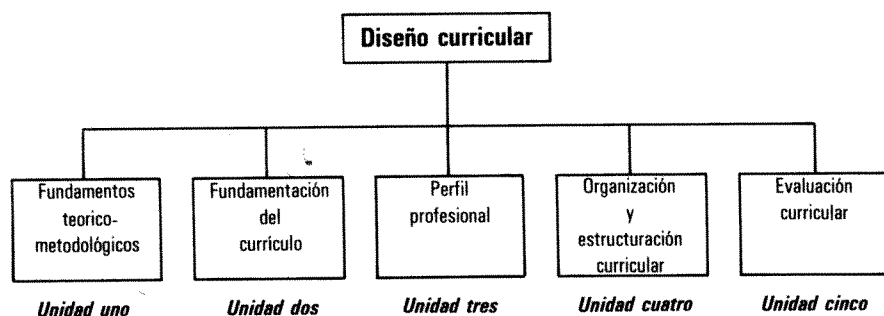 Diseño curricular
Fundamentos
teorico-
metodológicos
Fundamentación
del
currículo
Perfil
profesional
Organización
y
estructuración
curricular
Evaluación
curricular
Unidad uno
Unidad dos
Unidad tres
Unidad cuatro
Unidad cinco